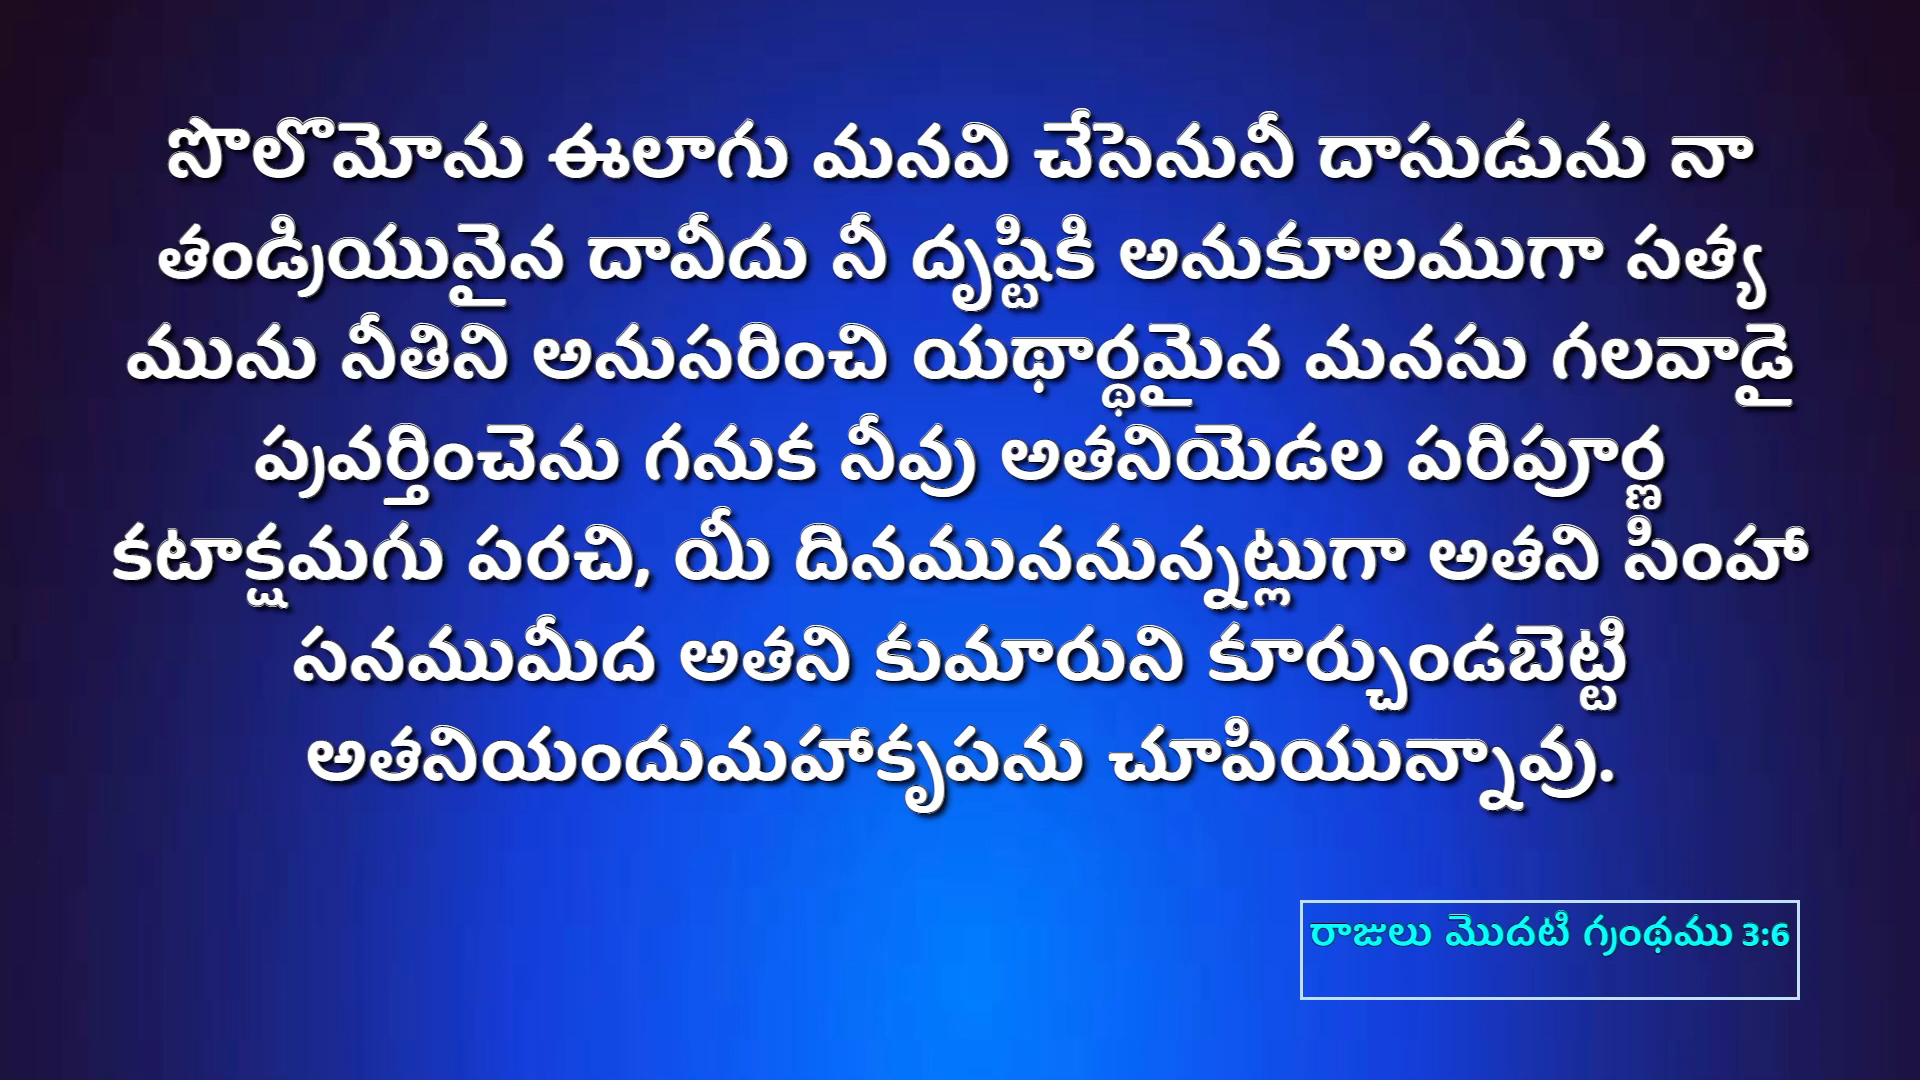 సొలొమోను ఈలాగు మనవి చేసెనునీ దాసుడును నా
తండ్రియునైన దావీదు నీ దృష్టికి అనుకూలముగా సత్య
మును నీతిని అనుసరించి యథార్థమైన మనసు గలవాడై
ప్రవర్తించెను గనుక నీవు అతనియెడల పరిపూర్ణ
కటాక్షమగు పరచి, యీ దినముననున్నట్లుగా అతని సింహా
సనముమీద అతని కుమారుని కూర్చుండబెట్టి
అతనియందుమహాకృపను చూపియున్నావు.
రాజులు మొదటి గ్రంథము 3:6